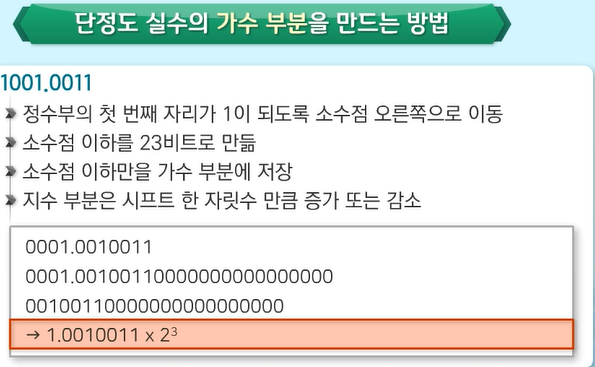 단정도 실수의 가수 부분을 만드는 방법
1001.0011
정수부의 첫 번째 자리가 1이 되도록 소수점 오른쪽으로 이동
소수점 이하를 23비트로 만듦
소수점 이하만을 가수 부분에 저장
지수 부분은 시프트 한 자릿수 만큼 증가 또는 감소
0001.0010011
0001.00100110000000000000000
00100110000000000000000
→ 1.0010011 x 2³